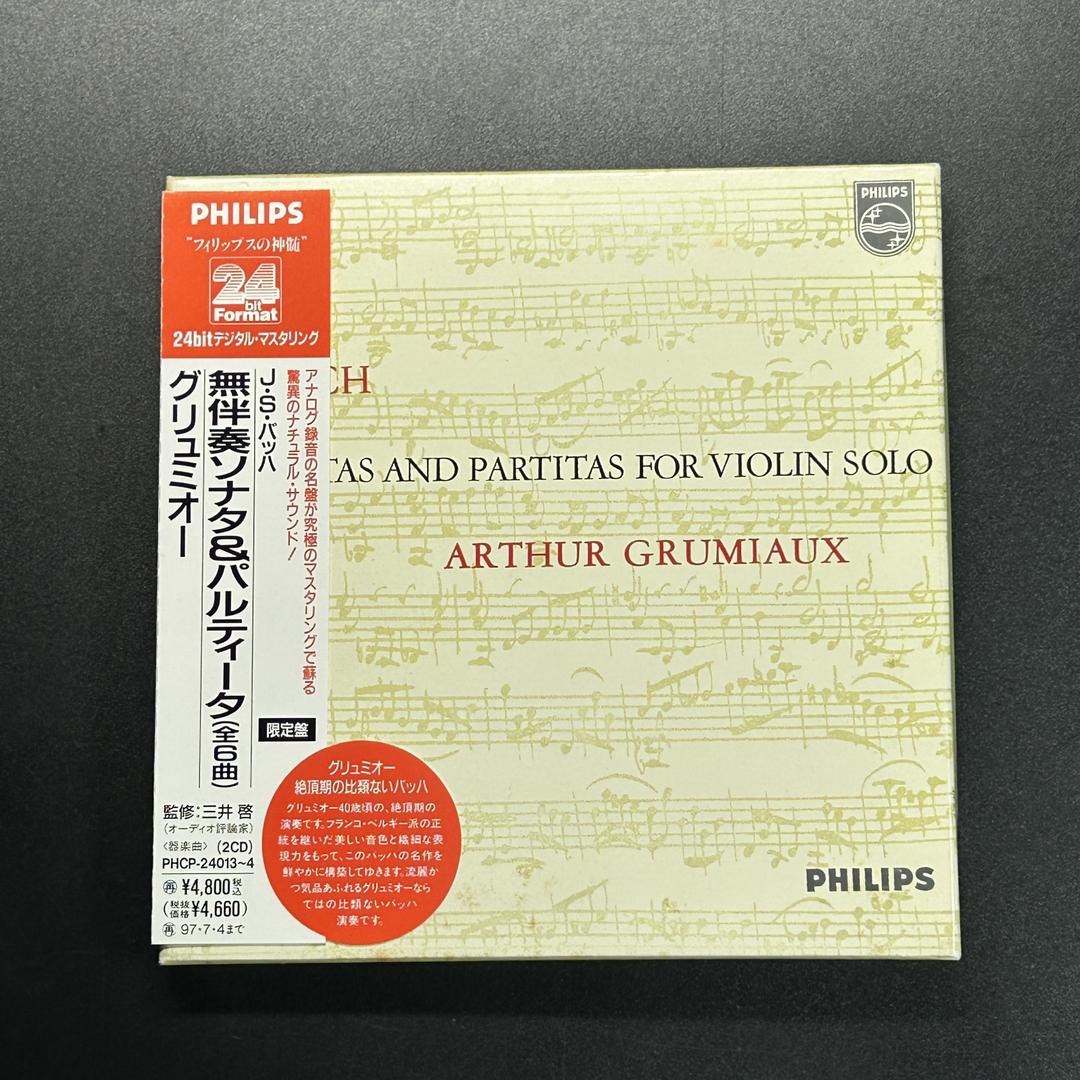 PHILIPS
“フィリップスの神髄”
24
bit
Format
24bitデジタル・マスタリング
アナログ録音の名盤が究極のマスタリングで蘇る
驚異のナチュラル・サウンド!
J・S・バッハ
無伴奏ソナタ&パルティータ(全6曲)
グリュミオー
限定盤
監修:三井 啓
(オーディオ評論家)
〈器楽曲〉 (2CD)
PHCP-24013~4
再 ¥4,800税込
(税抜価格¥4,660)
再 97・7・4まで
グリュミオー
絶頂期の比類ないバッハ
グリュミオー40歳頃の、絶頂期の
演奏です。フランコ・ベルギー派の正
統を継いだ美しい音色と繊細な表
現力をもって、このバッハの名作を
鮮やかに構築してゆきます。流麗か
つ気品あふれるグリュミオーなら
ではの比類ないバッハ
演奏です。
PHILIPS
CH
TAS AND PARTITAS FOR VIOLIN SOLO
ARTHUR GRUMIAUX
PHILIPS